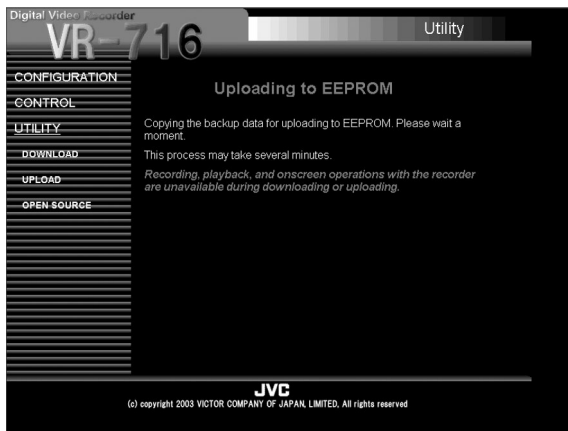 Digital Video Recorder
VR-716
Utility
CONFIGURATION
CONTROL
UTILITY
DOWNLOAD
UPLOAD
OPEN SOURCE
Uploading to EEPROM
Copying the backup data for uploading to EEPROM. Please wait a
moment.
This process may take several minutes.
Recording, playback, and onscreen operations with the recorder
are unavailable during downloading or uploading.
JVC
(c) copyright 2003 VICTOR COMPANY OF JAPAN, LIMITED, All rights reserved